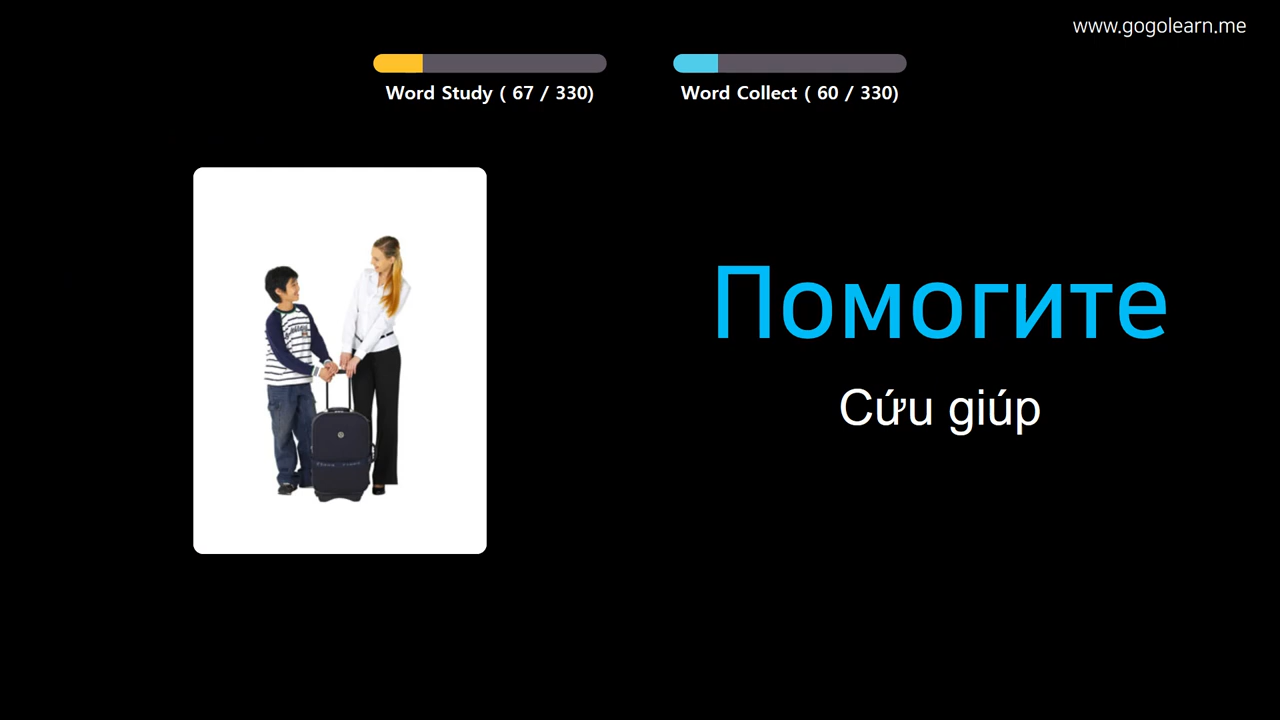 www.gogolearn.me
Word Study ( 67 / 330)
Word Collect ( 60 / 330)
Помогите
Cứu giúp